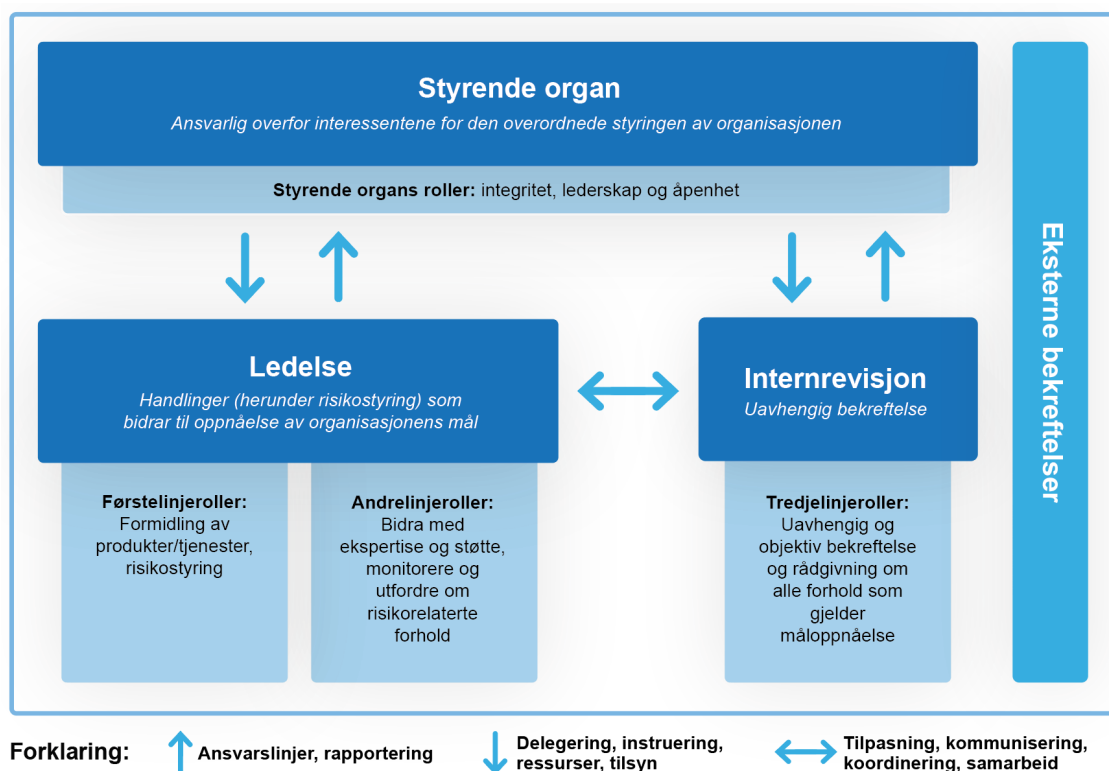 Styrende organ
Ansvarlig overfor interessentene for den overordnede styringen av organisasjonen
Styrende organs roller: integritet, lederskap og åpenhet
Ledelse
Handlinger (herunder risikostyring) som
bidrar til oppnåelse av organisasjonens mål
Internrevisjon
Uavhengig bekreftelse
Førstelinjeroller:
Formidling av
produkter/tjenester,
risikostyring
Andrelinjeroller:
Bidra med
ekspertise og støtte,
monitorere og
utfordre om
risikorelaterte
forhold
Tredjelinjeroller:
Uavhengig og
objektiv bekreftelse
og rådgivning om
alle forhold som
gjelder
måloppnåelse
Eksterne bekreftelser
Forklaring:
Ansvarslinjer, rapportering
Delegering, instruering,
ressurser, tilsyn
Tilpasning, kommunisering,
koordinering, samarbeid